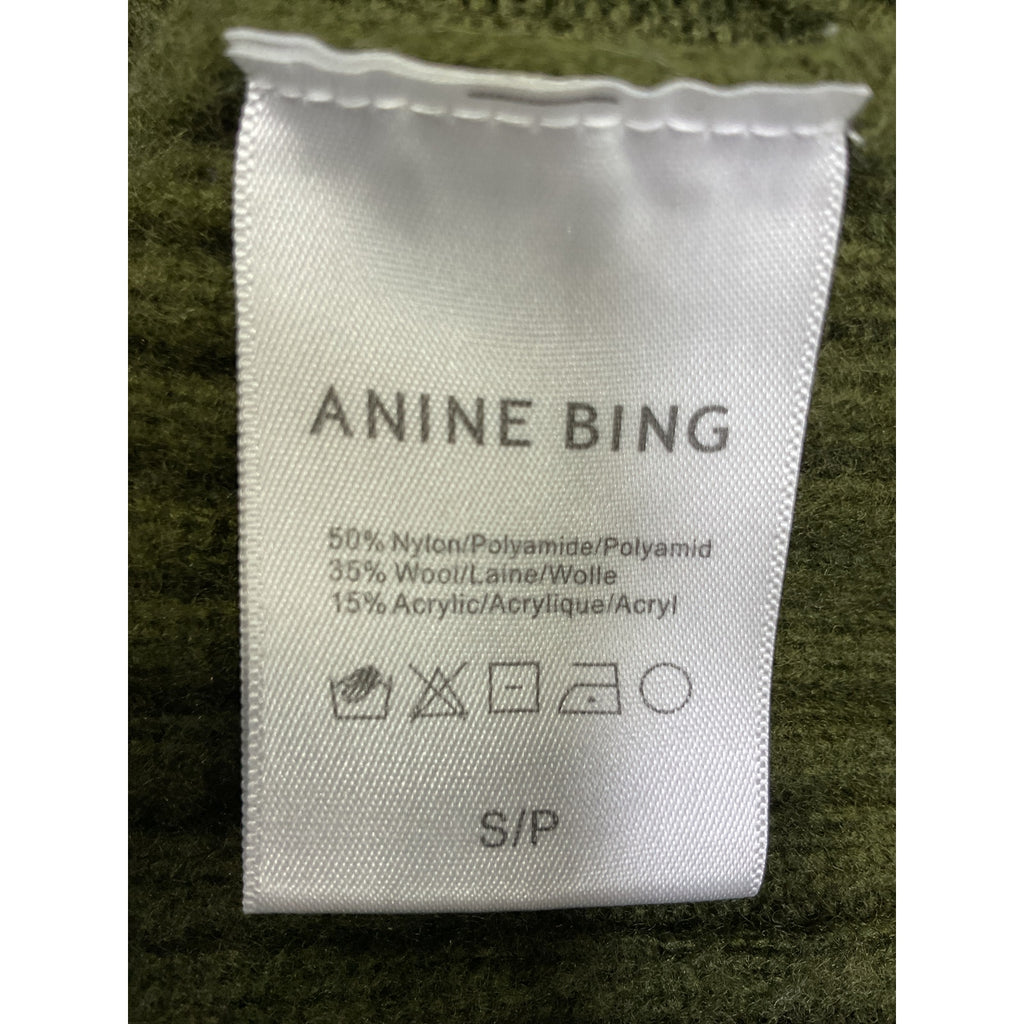 ANINE BING
50% Nylon/Polyamide/Polyamid
35% Wool/Laine/Wolle
15% Acrylic/Acrylique/Acryl
S/P